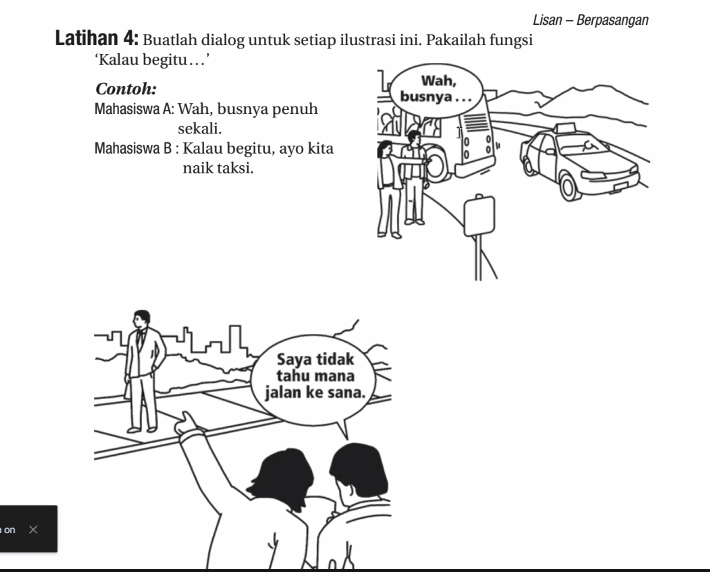 Lisan – Berpasangan
Latihan 4: Buatlah dialog untuk setiap ilustrasi ini. Pakailah fungsi
‘Kalau begitu…’
Contoh:
Mahasiswa A: Wah, busnya penuh
sekali.
Mahasiswa B : Kalau begitu, ayo kita
naik taksi.
Wah,
busnya...
Saya tidak
tahu mana
jalan ke sana.
on